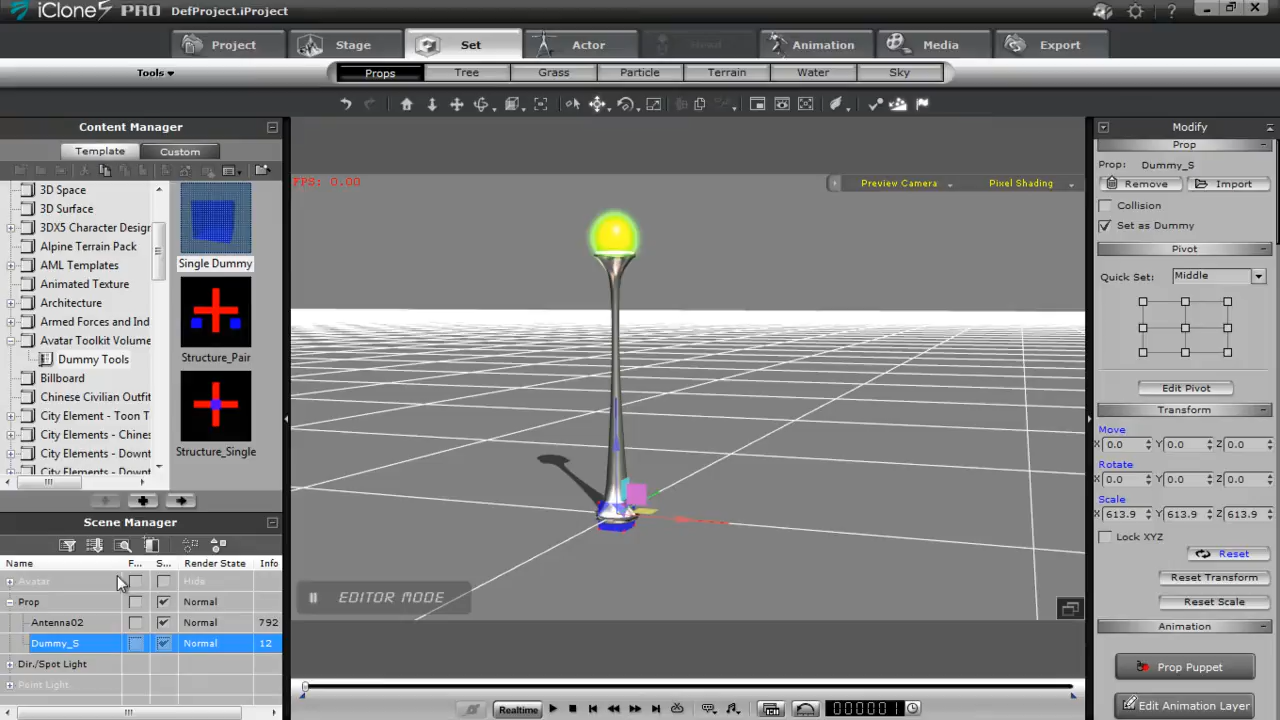 iClone5 PRO DefProject.iProject
Project Stage Set Actor Head Animation Media Export
Tools Props Tree Grass Particle Terrain Water Sky
Content Manager
Template Custom
3D Space
3D Surface
3DX5 Character Design
Alpine Terrain Pack
AML Templates
Animated Texture
Architecture
Armed Forces and Ind
Avatar Toolkit Volume
Dummy Tools
Billboard
Chinese Civilian Outfit
City Element - Toon T
City Elements - Chines
City Elements - Downt
City Elements - Downt
Single Dummy
Structure_Pair
Structure_Single
Scene Manager
Name F... S... Render State Info
Avatar Hide
Prop Normal
Antenna02 Normal 792
Dummy_S Normal 12
Dir./Spot Light
Point Light
FPS: 0.00
Preview Camera Pixel Shading
EDITOR MODE
Realtime 000001
Modify
Prop
Prop: Dummy_S
Remove Import
Collision
Set as Dummy
Pivot
Quick Set: Middle
Edit Pivot
Transform
Move
X 0.0 Y 0.0 Z 0.0
Rotate
X 0.0 Y 0.0 Z 0.0
Scale
X 613.9 Y 613.9 Z 613.9
Lock XYZ
Reset
Reset Transform
Reset Scale
Animation
Prop Puppet
Edit Animation Layer